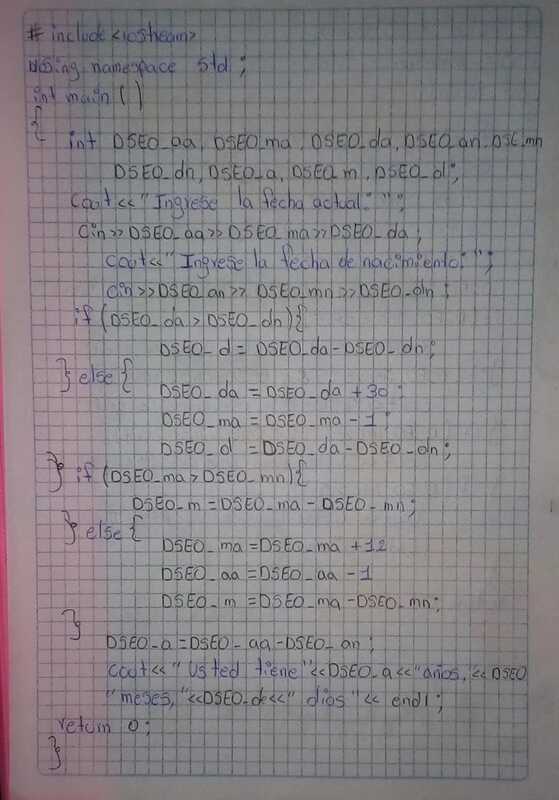 # include <iostream>
using namespace std ;
int main ( )
{
int DSEO_aa, DSEO_ma, DSEO_da, DSEO_an DSE_mn
DSEO_dn, DSEO_a, DSEO_m, DSEO_d;
cout<<"Ingrese la fecha actual: ";
cin>>DSEO_aa>>DSEO_ma>>DSEO_da;
cout<<"Ingrese la fecha de nacimiento: ";
cin>>DSEO_an>>DSEO_mn>>DSEO_dn;
if (DSEO_da > DSEO_dn){
DSEO_d = DSEO_da-DSEO_dn;
} else {
DSEO_da = DSEO_da + 30;
DSEO_ma = DSEO_ma - 1;
DSEO_d = DSEO_da-DSEO_dn;
} if (DSEO_ma > DSEO_mn){
DSEO_m = DSEO_ma - DSEO_mn;
} else {
DSEO_ma = DSEO_ma + 12
DSEO_aa = DSEO_aa - 1
DSEO_m = DSEO_ma-DSEO_mn;
}
DSEO_a = DSEO_aa-DSEO_an;
cout<<"Usted tiene"<<DSEO_a<<"años, <<DSEO
"meses, "<<DSEO_d<<" dios "<< endl;
return 0;
}